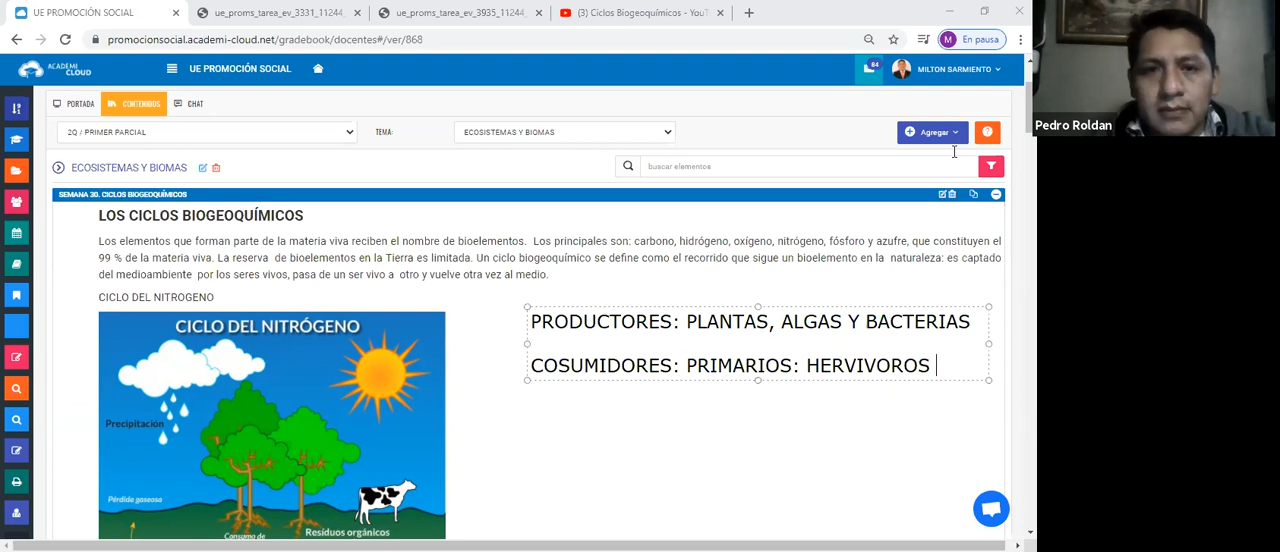 UE PROMOCIÓN SOCIAL
ue_proms_tarea_ev_3331_11244_
ue_proms_tarea_ev_3935_11244_
(3) Ciclos Biogeoquímicos - YouT
promocionsocial.academi-cloud.net/gradebook/docentes#/ver/868
M
En pausa
ACADEMI
CLOUD
UE PROMOCIÓN SOCIAL
84
MILTON SARMIENTO
Pedro Roldan
PORTADA
CONTENIDOS
CHAT
2Q / PRIMER PARCIAL
TEMA:
ECOSISTEMAS Y BIOMAS
Agregar
ECOSISTEMAS Y BIOMAS
buscar elementos
SEMANA 30. CICLOS BIOGEOQUÍMICOS
LOS CICLOS BIOGEOQUÍMICOS
Los elementos que forman parte de la materia viva reciben el nombre de bioelementos. Los principales son: carbono, hidrógeno, oxígeno, nitrógeno, fósforo y azufre, que constituyen el
99 % de la materia viva. La reserva de bioelementos en la Tierra es limitada. Un ciclo biogeoquímico se define como el recorrido que sigue un bioelemento en la naturaleza: es captado
del medioambiente por los seres vivos, pasa de un ser vivo a otro y vuelve otra vez al medio.
CICLO DEL NITROGENO
CICLO DEL NITRÓGENO
PRODUCTORES: PLANTAS, ALGAS Y BACTERIAS
COSUMIDORES: PRIMARIOS: HERVIVOROS
Precipitación
Pérdida gaseosa
Residuos orgánicos
Consumo de